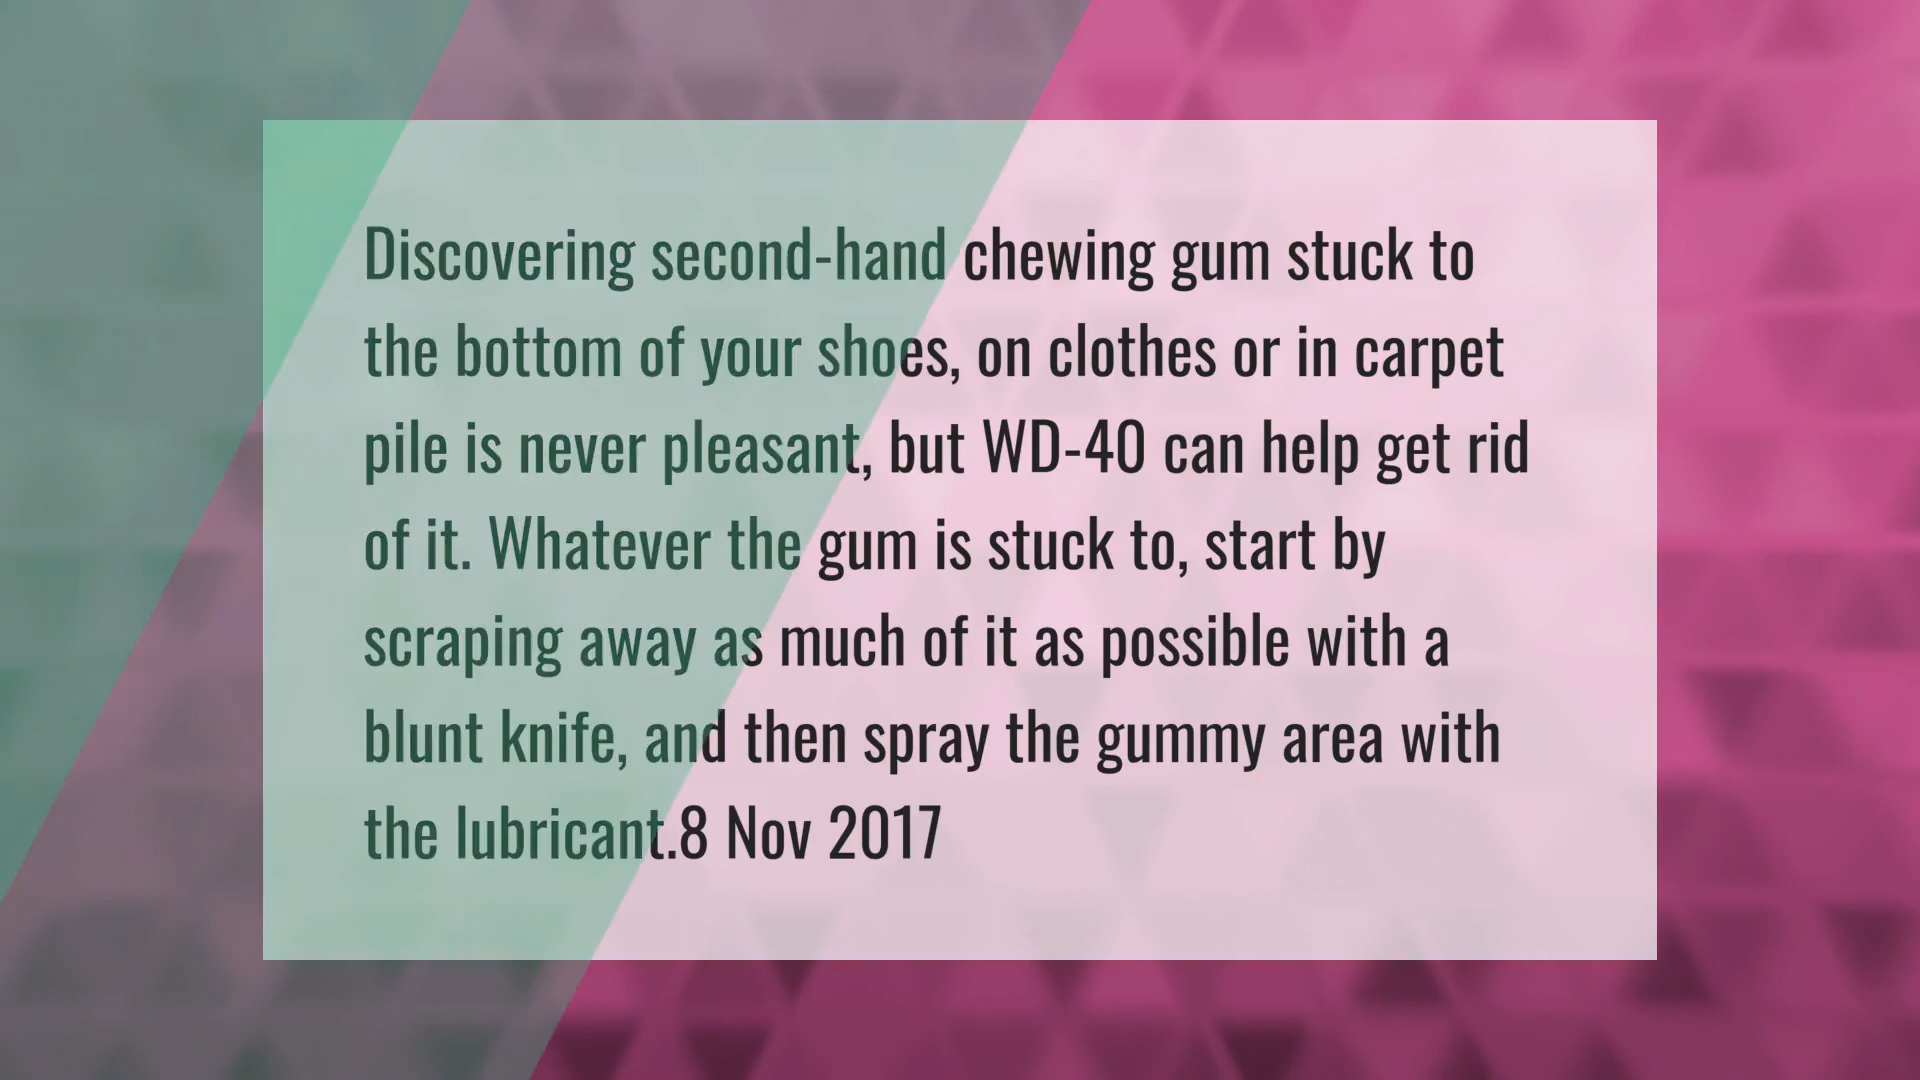 Discovering second-hand chewing gum stuck to
the bottom of your shoes, on clothes or in carpet
pile is never pleasant, but WD-40 can help get rid
of it. Whatever the gum is stuck to, start by
scraping away as much of it as possible with a
blunt knife, and then spray the gummy area with
the lubricant.8 Nov 2017